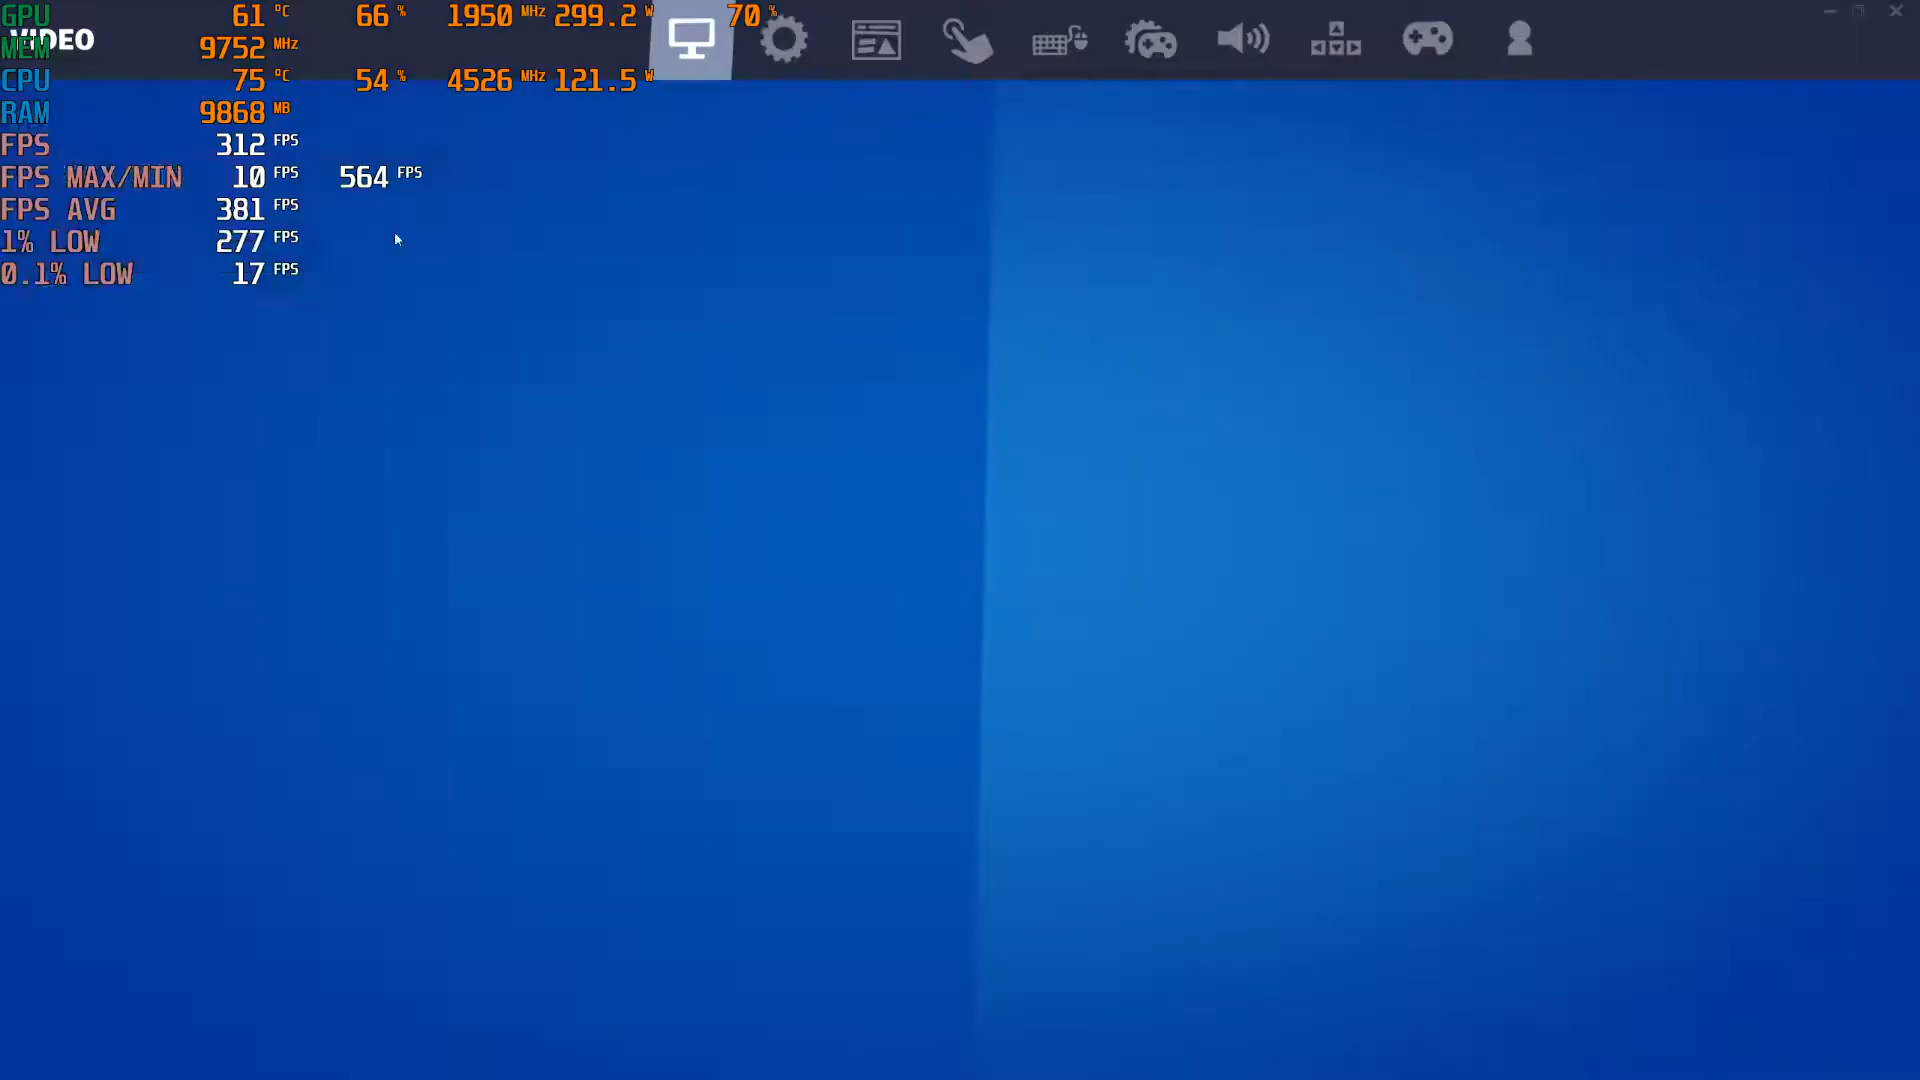 GPU 61 °C 66 % 1950 MHz 299.2 W 70 %
VIDEO
MEM 9752 MHz
CPU 75 °C 54 % 4526 MHz 121.5 W
RAM 9868 MB
FPS 312 FPS
FPS MAX/MIN 10 FPS 564 FPS
FPS AVG 381 FPS
1% LOW 277 FPS
0.1% LOW 17 FPS